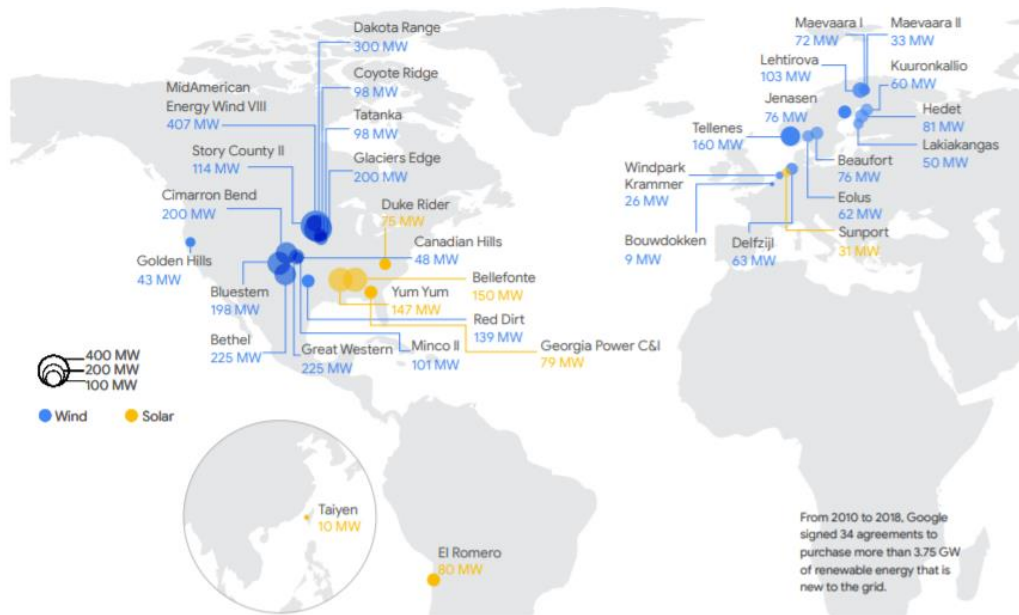 Dakota Range
300 MW
Coyote Ridge
98 MW
Tatanka
98 MW
Glaciers Edge
200 MW
MidAmerican
Energy Wind VIII
407 MW
Story County II
114 MW
Cimarron Bend
200 MW
Duke Rider
75 MW
Canadian Hills
48 MW
Golden Hills
43 MW
Bluestem
198 MW
Bellefonte
150 MW
Yum Yum
147 MW
Red Dirt
139 MW
Bethel
225 MW
Great Western
225 MW
Minco II
101 MW
Georgia Power C&I
79 MW
Maevaara I
72 MW
Maevaara II
33 MW
Lehtirova
103 MW
Kuuronkallio
60 MW
Jenasen
76 MW
Hedet
81 MW
Tellenes
160 MW
Lakiakangas
50 MW
Beaufort
76 MW
Windpark
Krammer
26 MW
Eolus
62 MW
Bouwdokken
9 MW
Delfzijl
63 MW
Sunport
31 MW
400 MW
200 MW
100 MW
Wind
Solar
Taiyen
10 MW
El Romero
80 MW
From 2010 to 2018, Google
signed 34 agreements to
purchase more than 3.75 GW
of renewable energy that is
new to the grid.